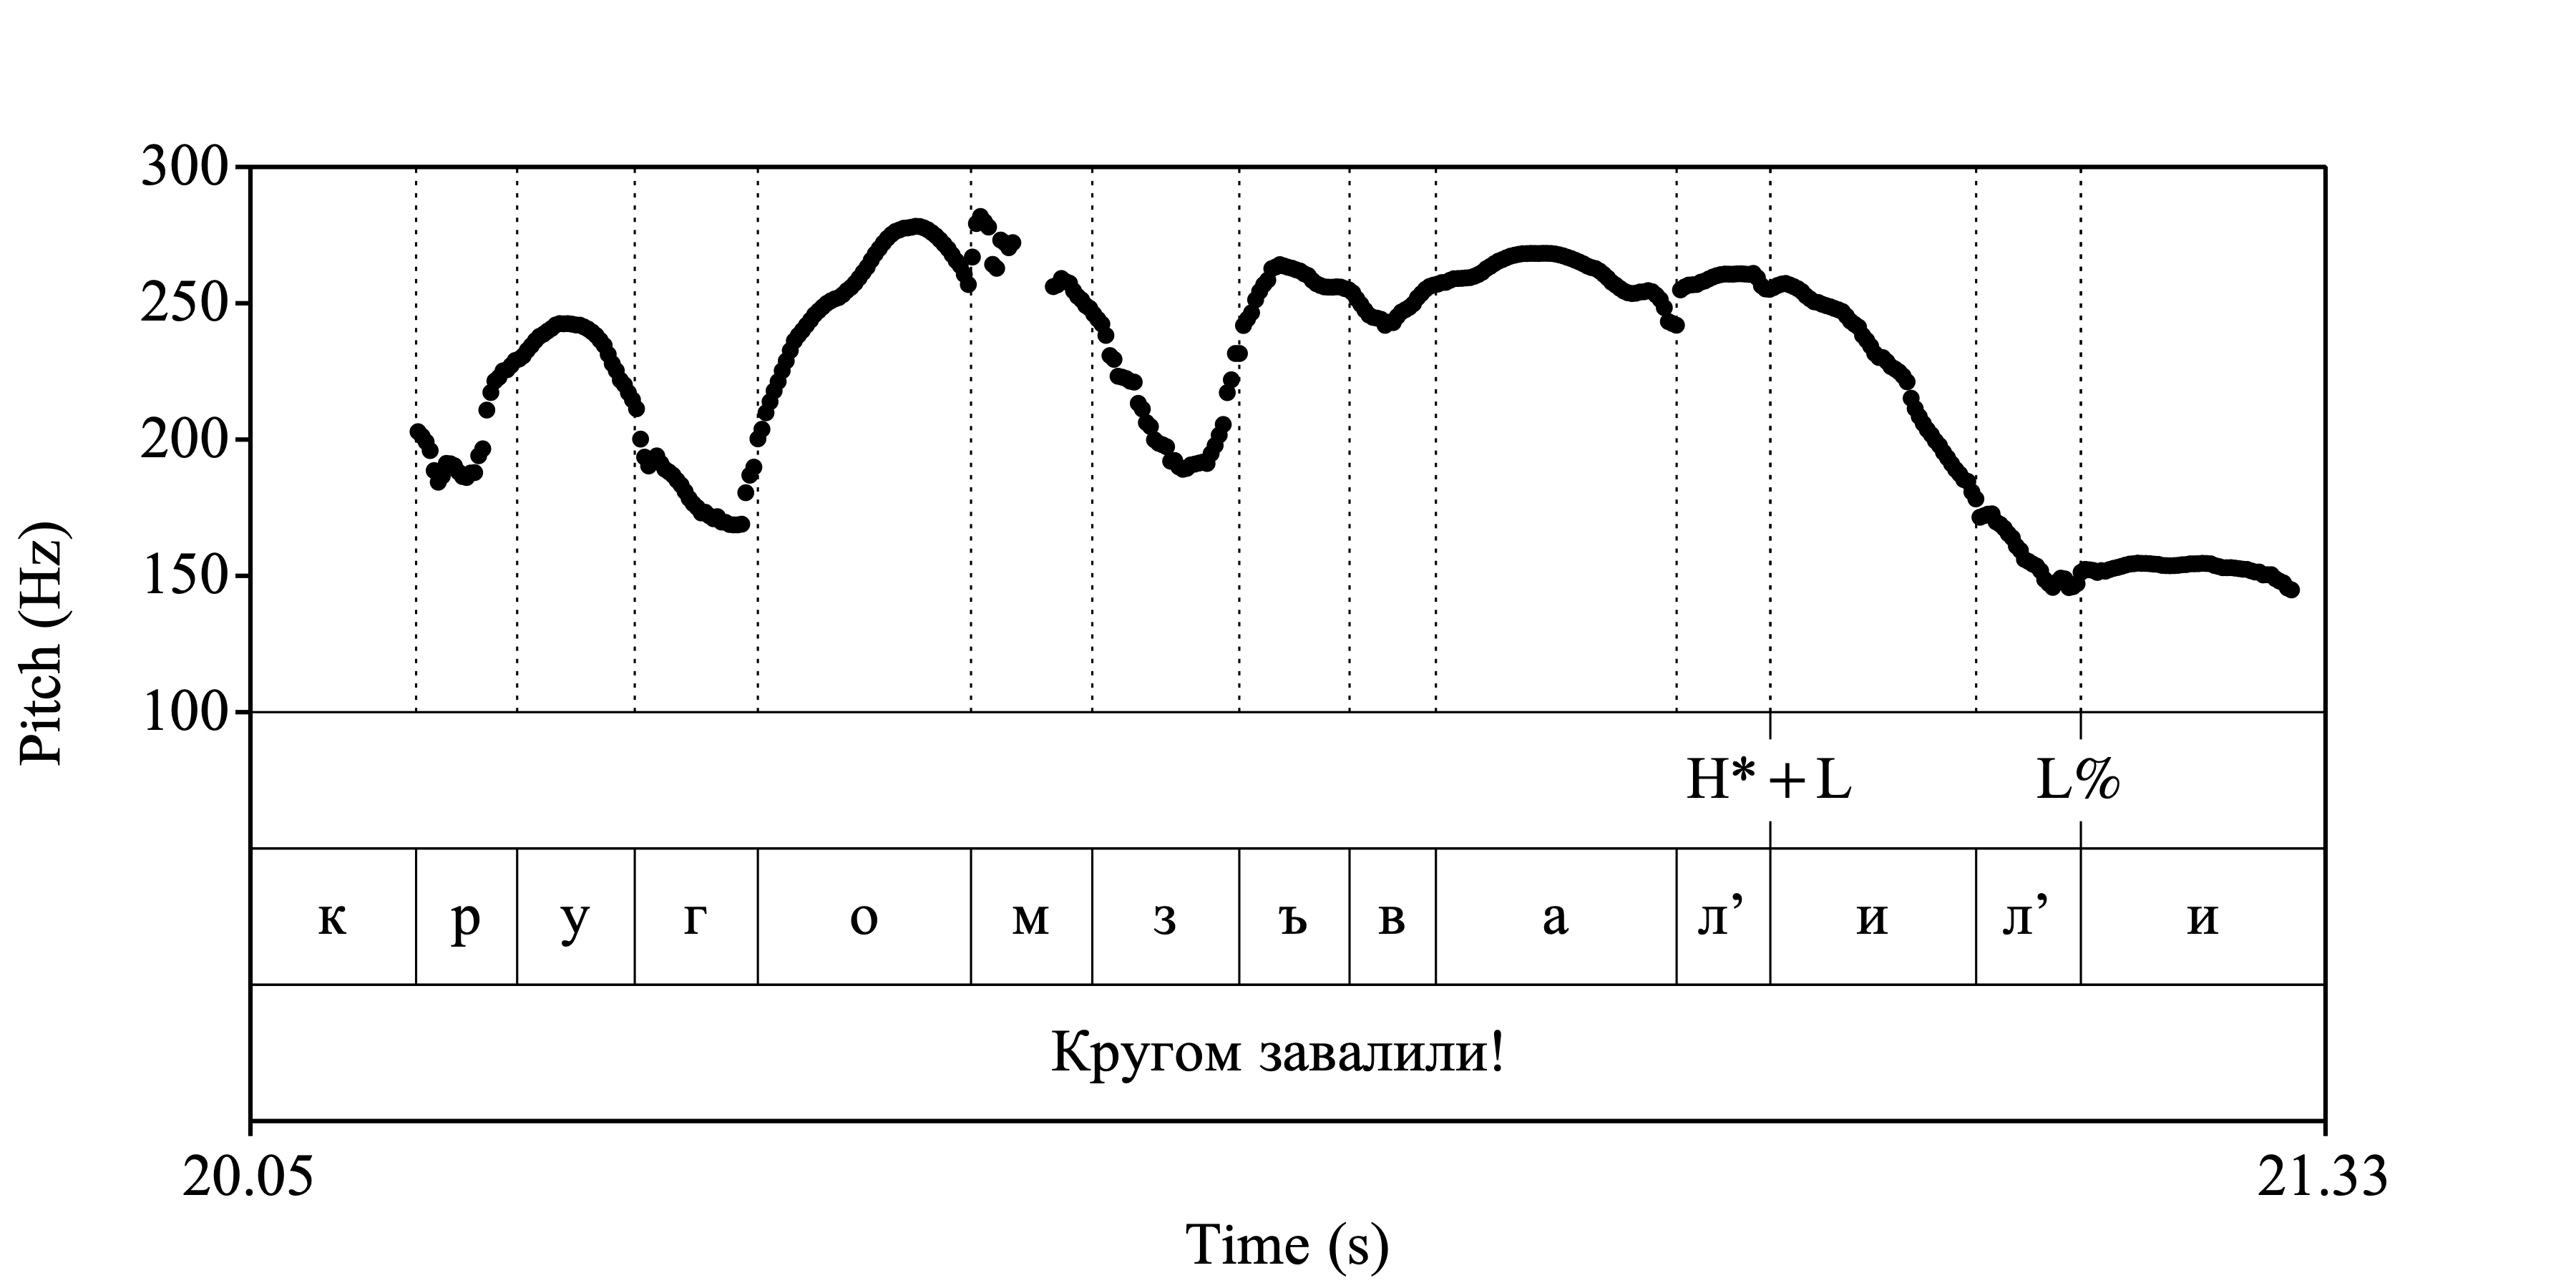 300
250
200
150
100
Pitch (Hz)
H*+L L%
к р у г о м з ъ в а л’ и л’ и
Кругом завалили!
20.05 21.33
Time (s)